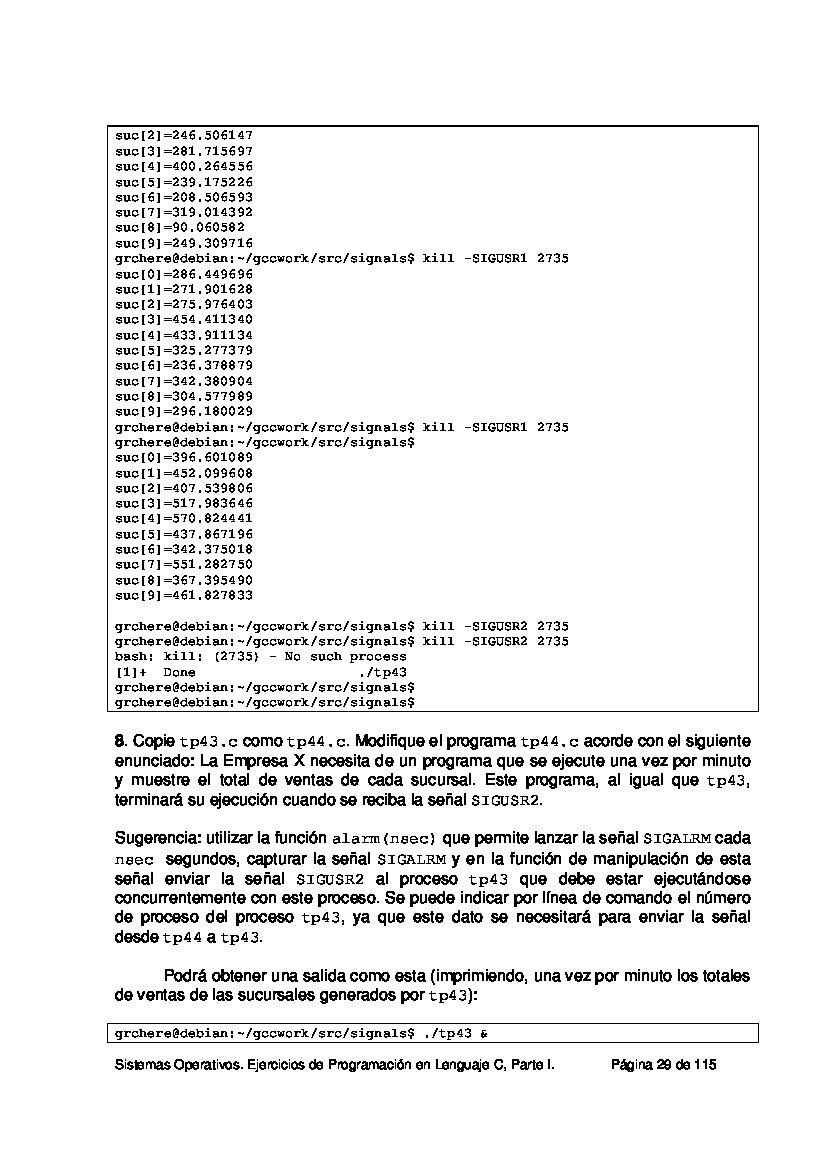 suc[2]=246.506147
suc[3]=281.715697
suc[4]=400.264556
suc[5]=239.175226
suc[6]=208.506593
suc[7]=319.014392
suc[8]=90.060582
suc[9]=249.309716
grchere@debian:~/gccwork/src/signals$ kill -SIGUSR1 2735
suc[0]=286.449696
suc[1]=271.901628
suc[2]=275.976403
suc[3]=454.411340
suc[4]=433.911134
suc[5]=325.277379
suc[6]=236.378879
suc[7]=342.380904
suc[8]=304.577989
suc[9]=296.180029
grchere@debian:~/gccwork/src/signals$ kill -SIGUSR1 2735
grchere@debian:~/gccwork/src/signals$
suc[0]=396.601089
suc[1]=452.099608
suc[2]=407.539806
suc[3]=517.983646
suc[4]=570.824441
suc[5]=437.867196
suc[6]=342.375018
suc[7]=551.282750
suc[8]=367.395490
suc[9]=461.827833
grchere@debian:~/gccwork/src/signals$ kill -SIGUSR2 2735
grchere@debian:~/gccwork/src/signals$ kill -SIGUSR2 2735
bash: kill: (2735) - No such process
[1]+ Done ./tp43
grchere@debian:~/gccwork/src/signals$
grchere@debian:~/gccwork/src/signals$
8. Copie tp43.c como tp44.c. Modifique el programa tp44.c acorde con el siguiente
enunciado: La Empresa X necesita de un programa que se ejecute una vez por minuto
y muestre el total de ventas de cada sucursal. Este programa, al igual que tp43,
terminará su ejecución cuando se reciba la señal SIGUSR2.
Sugerencia: utilizar la función alarm(nsec) que permite lanzar la señal SIGALRM cada
nsec segundos, capturar la señal SIGALRM y en la función de manipulación de esta
señal enviar la señal SIGUSR2 al proceso tp43 que debe estar ejecutándose
concurrentemente con este proceso. Se puede indicar por línea de comando el número
de proceso del proceso tp43, ya que este dato se necesitará para enviar la señal
desde tp44 a tp43.
Podrá obtener una salida como esta (imprimiendo, una vez por minuto los totales
de ventas de las sucursales generados por tp43):
grchere@debian:~/gccwork/src/signals$ ./tp43 &
Sistemas Operativos. Ejercicios de Programación en Lenguaje C, Parte I. Página 29 de 115